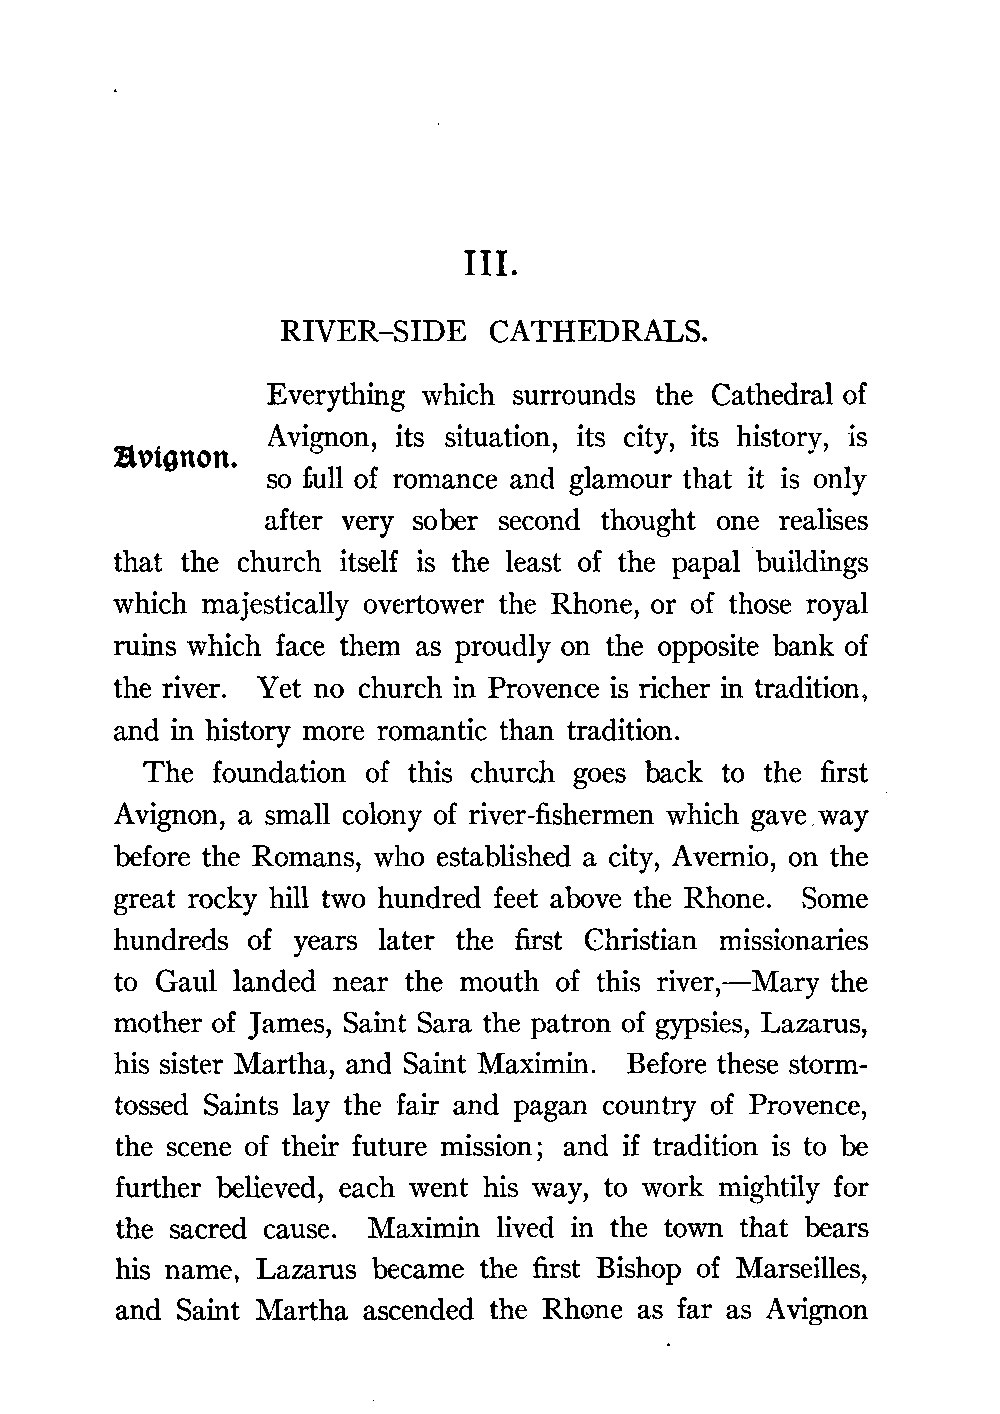 III.
RIVER–SIDE CATHEDRALS.
Everything which surrounds the Cathedral of
Avignon, its situation, its city, its history, is
Avignon.
so full of romance and glamour that it is only
after very sober second thought one realises
that the church itself is the least of the papal buildings
which majestically overtower the Rhone, or of those royal
ruins which face them as proudly on the opposite bank of
the river. Yet no church in Provence is richer in tradition,
and in history more romantic than tradition.
The foundation of this church goes back to the first
Avignon, a small colony of river-fishermen which gave way
before the Romans, who established a city, Avernio, on the
great rocky hill two hundred feet above the Rhone. Some
hundreds of years later the first Christian missionaries
to Gaul landed near the mouth of this river,—Mary the
mother of James, Saint Sara the patron of gypsies, Lazarus,
his sister Martha, and Saint Maximin. Before these storm-
tossed Saints lay the fair and pagan country of Provence,
the scene of their future mission; and if tradition is to be
further believed, each went his way, to work mightily for
the sacred cause. Maximin lived in the town that bears
his name, Lazarus became the first Bishop of Marseilles,
and Saint Martha ascended the Rhone as far as Avignon